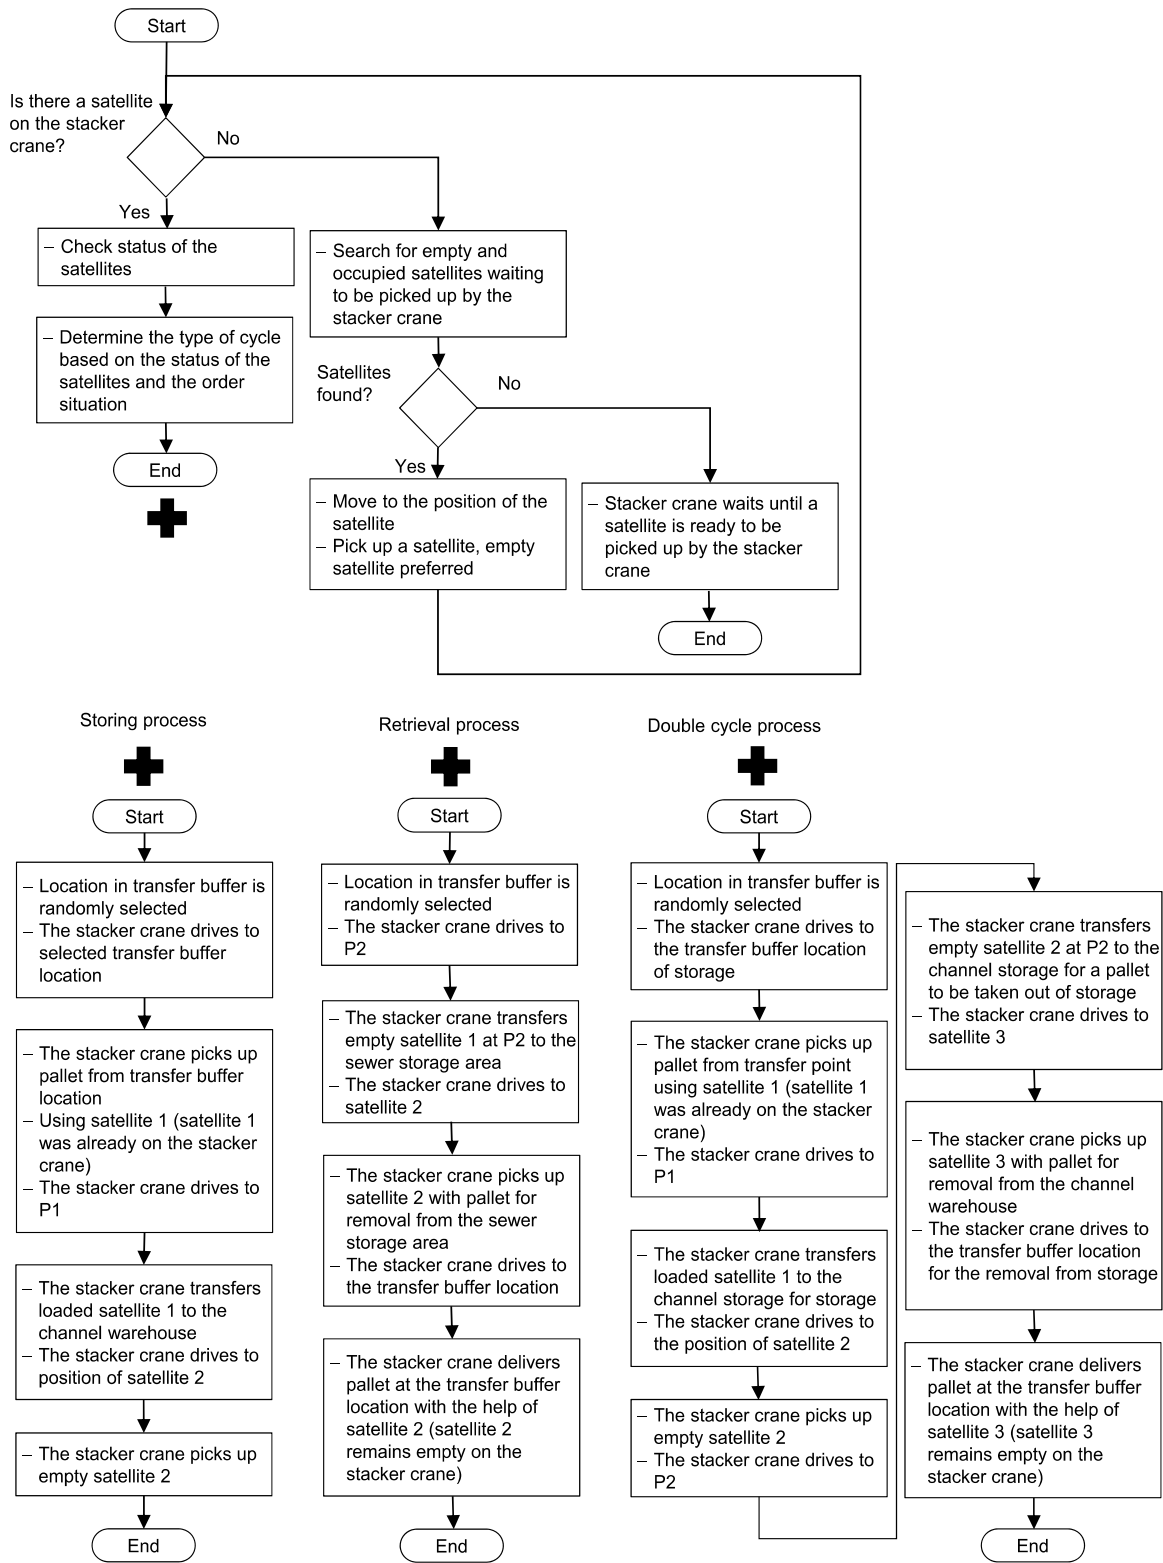 Start
Is there a satellite
on the stacker
crane?
No
Yes
– Check status of the
satellites
– Determine the type of cycle
based on the status of the
satellites and the order
situation
End
– Search for empty and
occupied satellites waiting
to be picked up by the
stacker crane
Satellites
found?
No
Yes
– Move to the position of the
satellite
– Pick up a satellite, empty
satellite preferred
– Stacker crane waits until a
satellite is ready to be
picked up by the stacker
crane
End
Storing process
Start
– Location in transfer buffer is
randomly selected
– The stacker crane drives to
selected transfer buffer
location
– The stacker crane picks up
pallet from transfer buffer
location
– Using satellite 1 (satellite 1
was already on the stacker
crane)
– The stacker crane drives to
P1
– The stacker crane transfers
loaded satellite 1 to the
channel warehouse
– The stacker crane drives to
position of satellite 2
– The stacker crane picks up
empty satellite 2
End
Retrieval process
Start
– Location in transfer buffer is
randomly selected
– The stacker crane drives to
P2
– The stacker crane transfers
empty satellite 1 at P2 to the
sewer storage area
– The stacker crane drives to
satellite 2
– The stacker crane picks up
satellite 2 with pallet for
removal from the sewer
storage area
– The stacker crane drives to
the transfer buffer location
– The stacker crane delivers
pallet at the transfer buffer
location with the help of
satellite 2 (satellite 2
remains empty on the
stacker crane)
End
Double cycle process
Start
– Location in transfer buffer is
randomly selected
– The stacker crane drives to
the transfer buffer location
of storage
– The stacker crane picks up
pallet from transfer point
using satellite 1 (satellite 1
was already on the stacker
crane)
– The stacker crane drives to
P1
– The stacker crane transfers
loaded satellite 1 to the
channel storage for storage
– The stacker crane drives to
the position of satellite 2
– The stacker crane picks up
empty satellite 2
– The stacker crane drives to
P2
– The stacker crane transfers
empty satellite 2 at P2 to the
channel storage for a pallet
to be taken out of storage
– The stacker crane drives to
satellite 3
– The stacker crane picks up
satellite 3 with pallet for
removal from the channel
warehouse
– The stacker crane drives to
the transfer buffer location
for the removal from storage
– The stacker crane delivers
pallet at the transfer buffer
location with the help of
satellite 3 (satellite 3
remains empty on the
stacker crane)
End